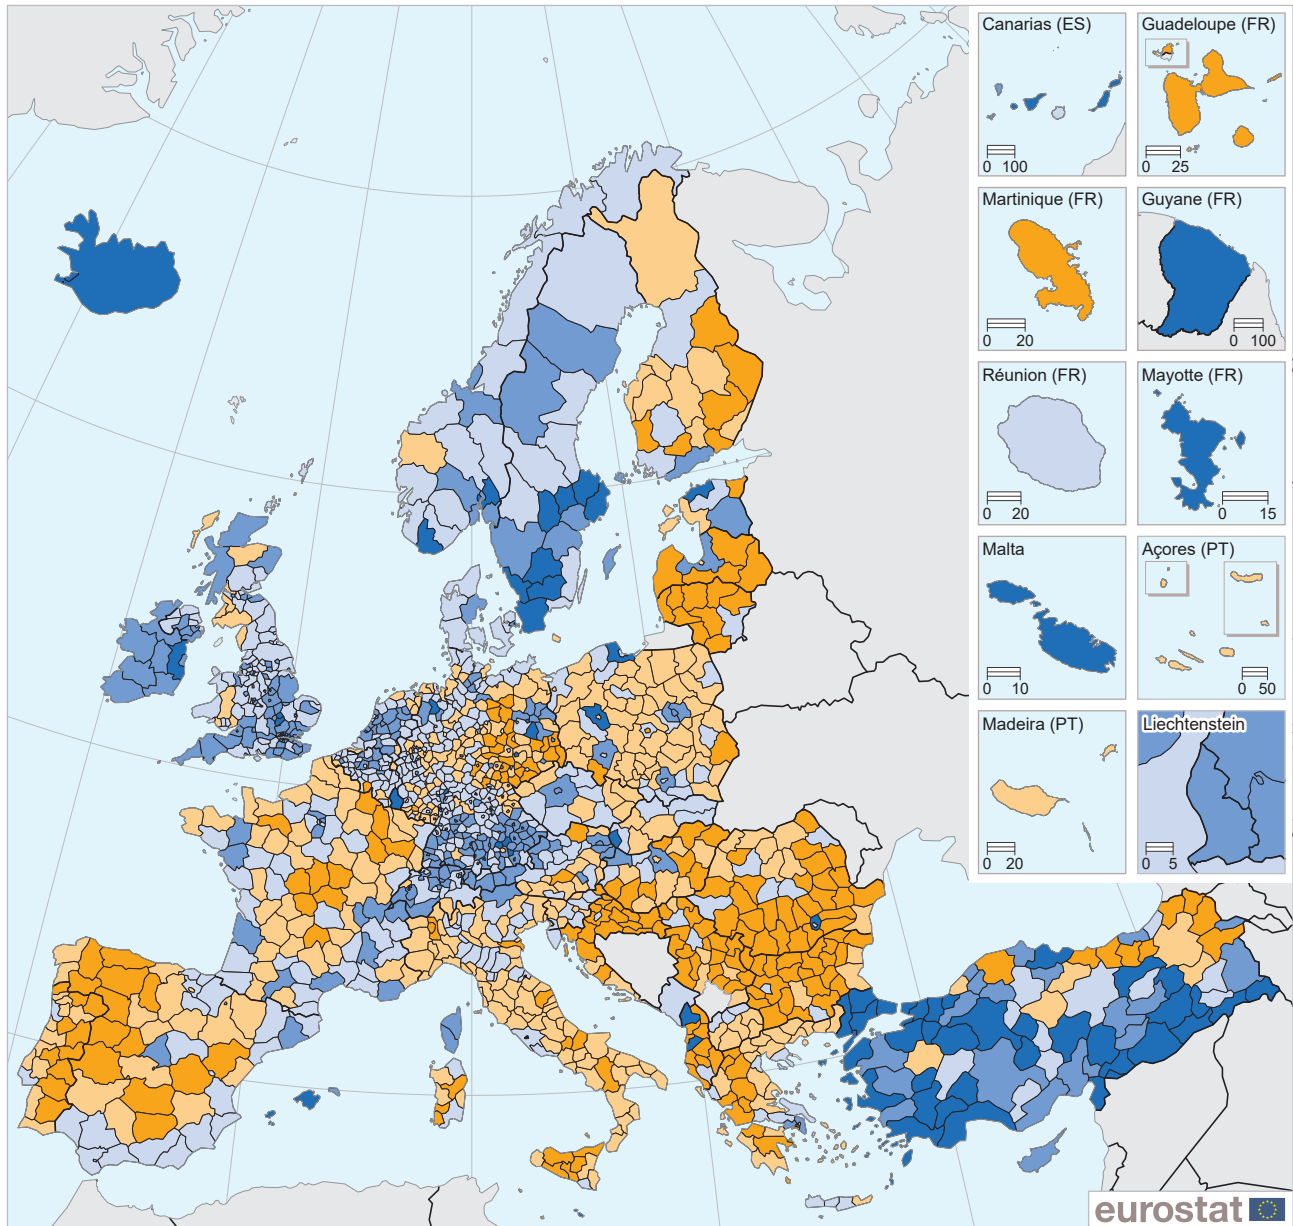 Canarias (ES)
0 100
Guadeloupe (FR)
0 25
Martinique (FR)
0 20
Guyane (FR)
0 100
Réunion (FR)
0 20
Mayotte (FR)
0 15
Malta
0 10
Açores (PT)
0 50
Madeira (PT)
0 20
Liechtenstein
0 5
eurostat